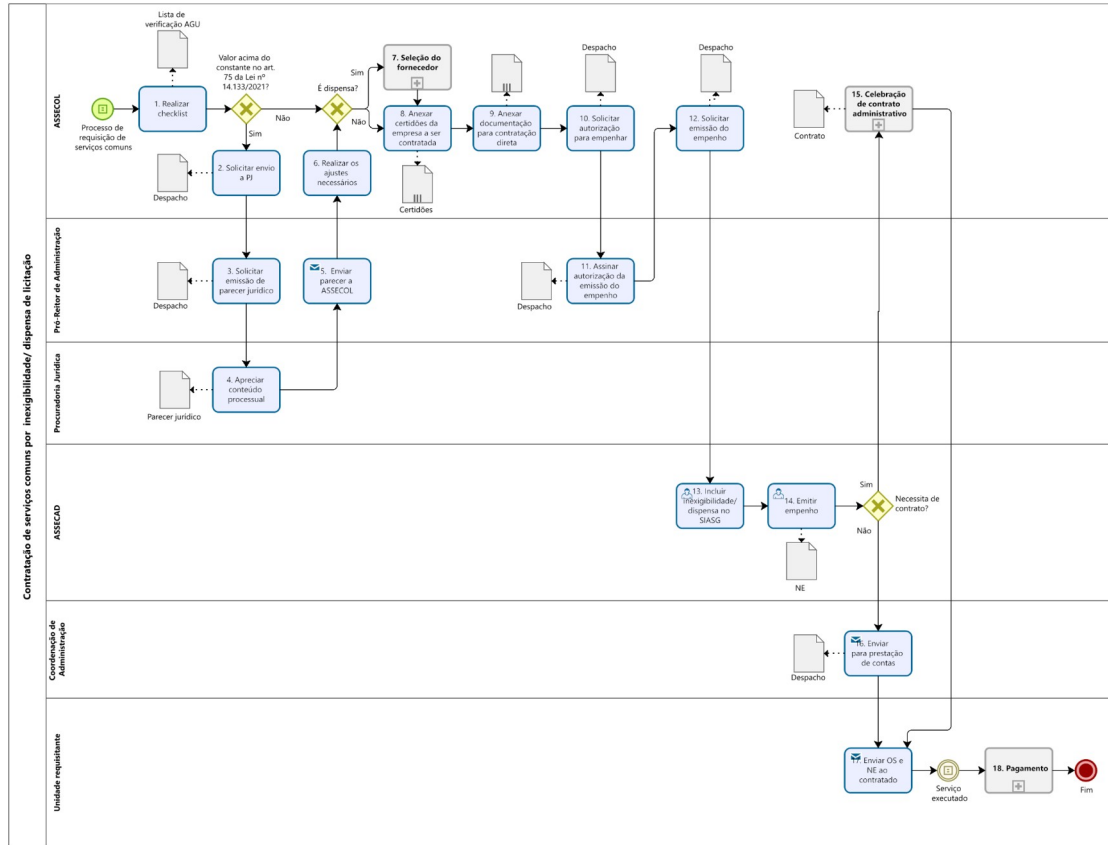 Contratação de serviços comuns por inexigibilidade/ dispensa de licitação
ASSECOL
Processo de
requisição de
serviços comuns
Lista de
verificação AGU
1. Realizar
checklist
Valor acima do
constante no art.
75 da Lei nº
14.133/2021?
Não
Sim
2. Solicitar envio
a PJ
Despacho
É dispensa?
Sim
Não
6. Realizar os
ajustes
necessários
7. Seleção do
fornecedor
8. Anexar
certidões da
empresa a ser
contratada
Certidões
9. Anexar
documentação
para contratação
direta
Despacho
10. Solicitar
autorização
para empenhar
Despacho
12. Solicitar
emissão do
empenho
Contrato
15. Celebração
de contrato
administrativo
Pró-Reitor de Administração
3. Solicitar
emissão de
parecer jurídico
Despacho
5. Enviar
parecer a
ASSECOL
11. Assinar
autorização da
emissão do
empenho
Despacho
Procuradoria Jurídica
4. Apreciar
conteúdo
processual
Parecer jurídico
ASSECAD
13. Incluir
inexigibilidade/
dispensa no
SIASG
14. Emitir
empenho
NE
Sim
Necessita de
contrato?
Não
Coordenação de
Administração
16. Enviar
para prestação
de contas
Despacho
Unidade requisitante
17. Enviar OS e
NE ao
contratado
Serviço
executado
18. Pagamento
Fim